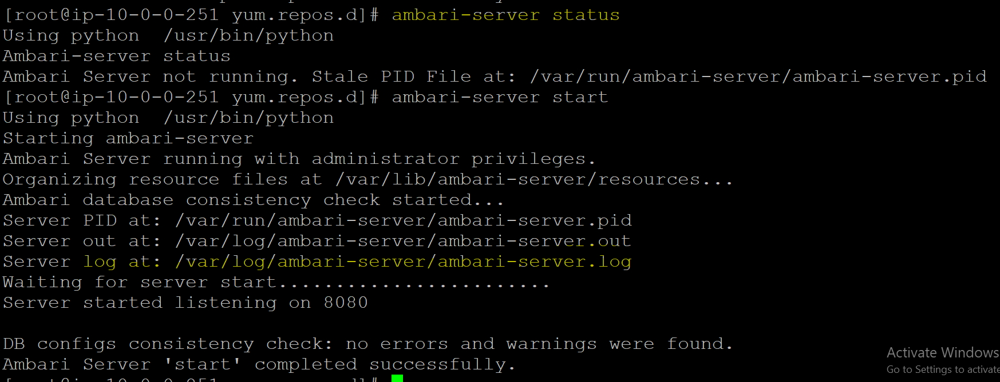 [root@ip-10-0-0-251 yum.repos.d]# ambari-server status
Using python  /usr/bin/python
Ambari-server status
Ambari Server not running. Stale PID File at: /var/run/ambari-server/ambari-server.pid
[root@ip-10-0-0-251 yum.repos.d]# ambari-server start
Using python  /usr/bin/python
Starting ambari-server
Ambari Server running with administrator privileges.
Organizing resource files at /var/lib/ambari-server/resources...
Ambari database consistency check started...
Server PID at: /var/run/ambari-server/ambari-server.pid
Server out at: /var/log/ambari-server/ambari-server.out
Server log at: /var/log/ambari-server/ambari-server.log
Waiting for server start........................
Server started listening on 8080
DB configs consistency check: no errors and warnings were found.
Ambari Server 'start' completed successfully.
Activate Windows
Go to Settings to activate